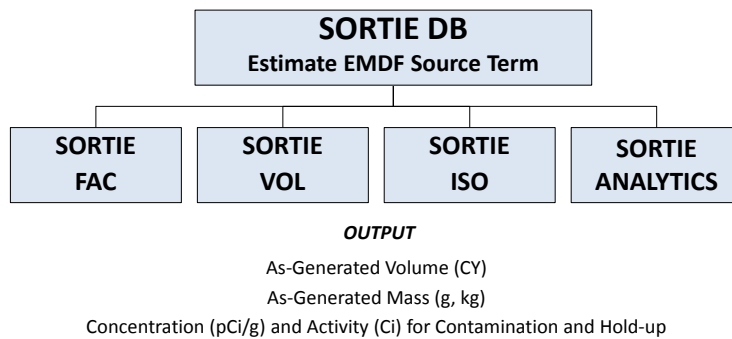 SORTIE DB
Estimate EMDF Source Term
SORTIE
FAC
SORTIE
VOL
SORTIE
ISO
SORTIE
ANALYTICS
OUTPUT
As-Generated Volume (CY)
As-Generated Mass (g, kg)
Concentration (pCi/g) and Activity (Ci) for Contamination and Hold-up